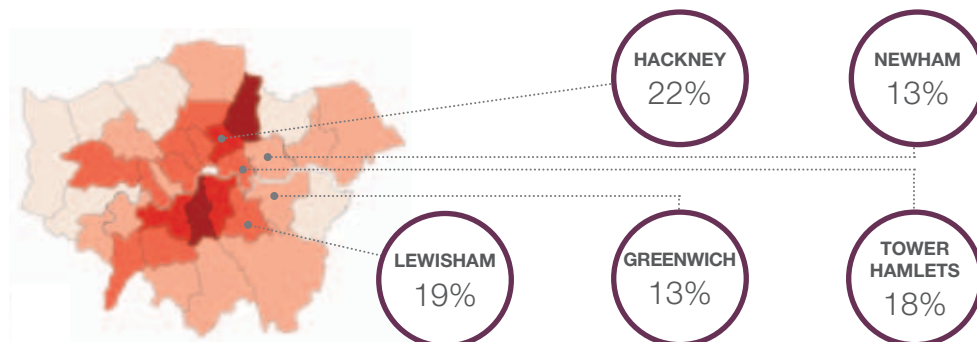 HACKNEY
22%
NEWHAM
13%
LEWISHAM
19%
GREENWICH
13%
TOWER
HAMLETS
18%